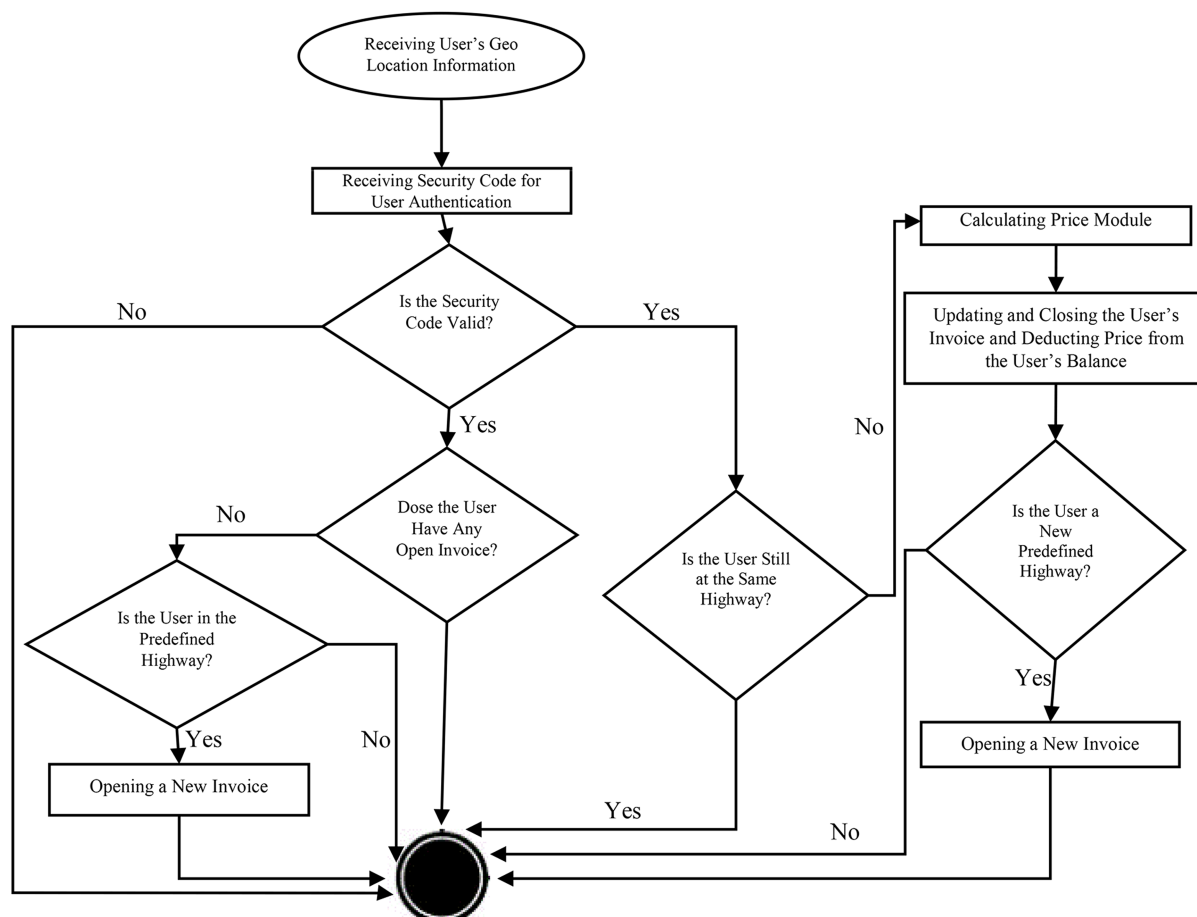 Receiving User's Geo
Location Information
Receiving Security Code for
User Authentication
Calculating Price Module
Is the Security
Code Valid?
No
Yes
Updating and Closing the User's
Invoice and Deducting Price from
the User's Balance
Yes
No
Dose the User
Have Any
Open Invoice?
No
Is the User Still
at the Same
Highway?
Is the User a
New
Predefined
Highway?
Is the User in the
Predefined
Highway?
Yes
Yes
No
Opening a New Invoice
Opening a New Invoice
Yes
No